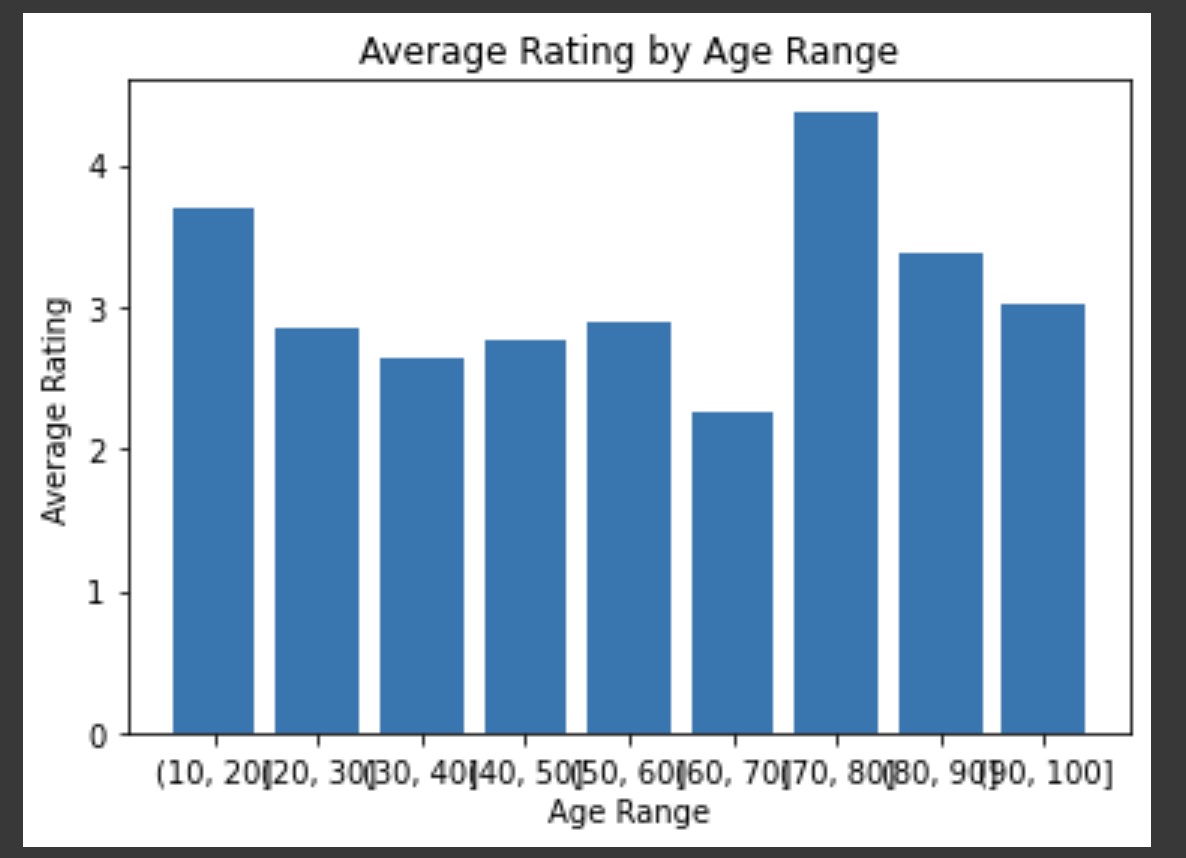 Average Rating by Age Range
Average Rating
4
3
2
1
0
(10, 20] (20, 30] (30, 40] (40, 50] (50, 60] (60, 70] (70, 80] (80, 90] (90, 100]
Age Range